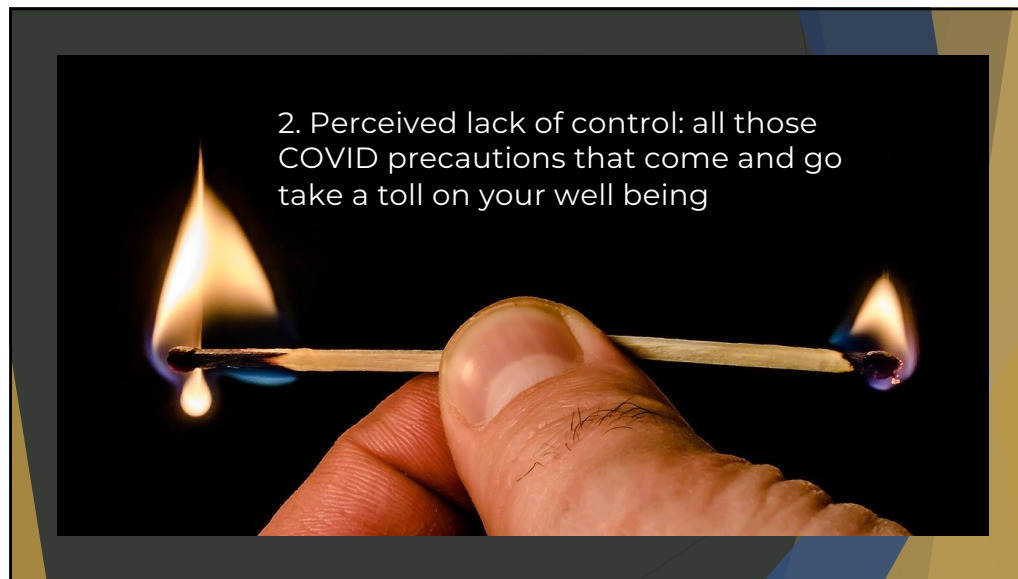 2. Perceived lack of control: all those
COVID precautions that come and go
take a toll on your well being